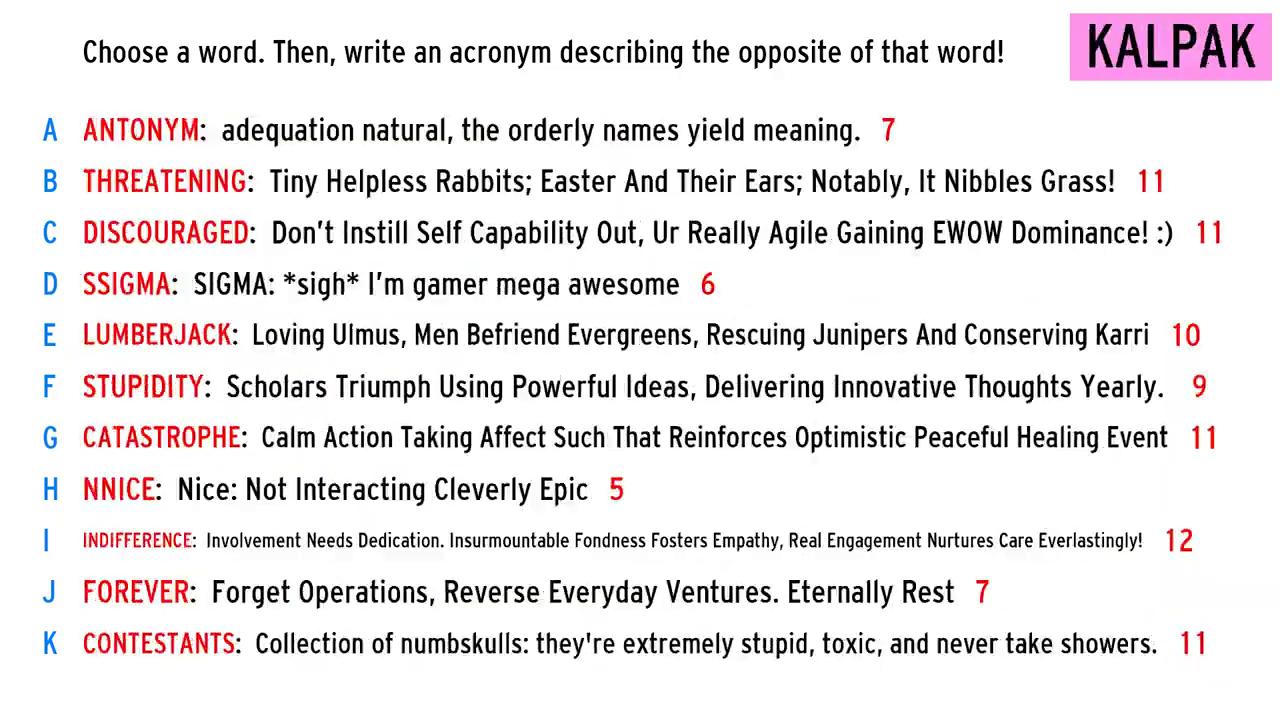 Choose a word. Then, write an acronym describing the opposite of that word!
KALPAK
A ANTONYM: adequation natural, the orderly names yield meaning. 7
B THREATENING: Tiny Helpless Rabbits; Easter And Their Ears; Notably, It Nibbles Grass! 11
C DISCOURAGED: Don't Instill Self Capability Out, Ur Really Agile Gaining EWOW Dominance! :) 11
D SSIGMA: SIGMA: *sigh* I'm gamer mega awesome 6
E LUMBERJACK: Loving Ulmus, Men Befriend Evergreens, Rescuing Junipers And Conserving Karri 10
F STUPIDITY: Scholars Triumph Using Powerful Ideas, Delivering Innovative Thoughts Yearly. 9
G CATASTROPHE: Calm Action Taking Affect Such That Reinforces Optimistic Peaceful Healing Event 11
H NNICE: Nice: Not Interacting Cleverly Epic 5
I INDIFFERENCE: Involvement Needs Dedication. Insurmountable Fondness Fosters Empathy, Real Engagement Nurtures Care Everlastingly! 12
J FOREVER: Forget Operations, Reverse Everyday Ventures. Eternally Rest 7
K CONTESTANTS: Collection of numbskulls: they're extremely stupid, toxic, and never take showers. 11